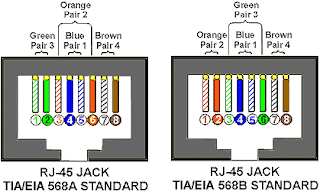 Orange
Pair 2
Green
Pair 3
Blue
Pair 1
Brown
Pair 4
1 2 3 4 5 6 7 8
RJ-45 JACK
TIA/EIA 568A STANDARD
Green
Pair 3
Orange
Pair 2
Blue
Pair 1
Brown
Pair 4
1 2 3 4 5 6 7 8
RJ-45 JACK
TIA/EIA 568B STANDARD